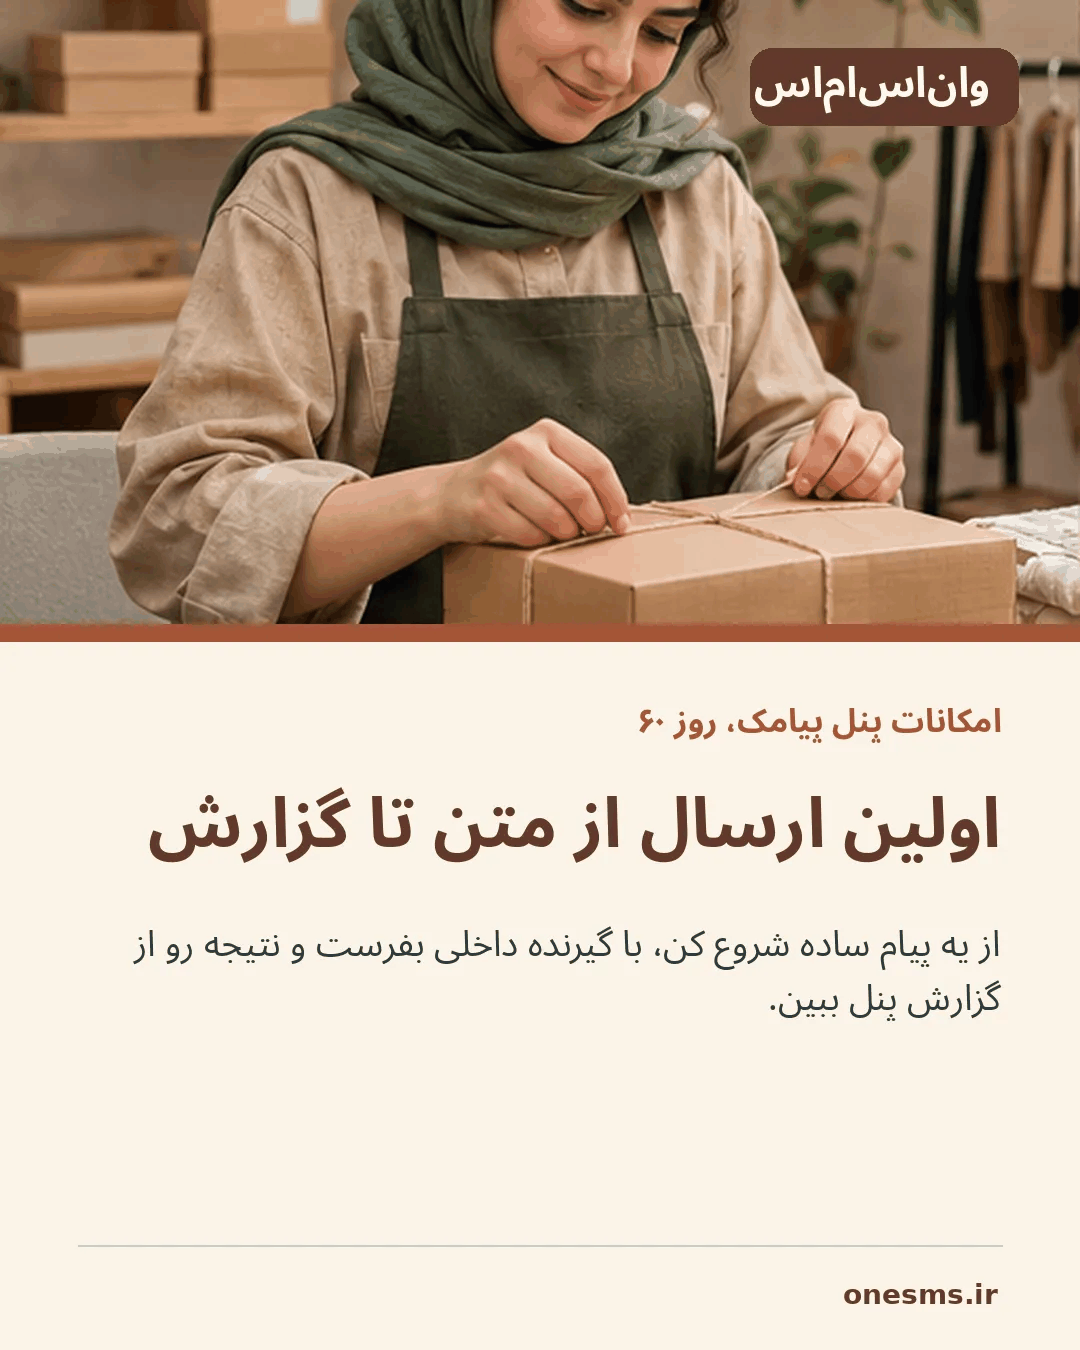 وان‌اس‌ام‌اس
امکانات پنل پیامک، روز ۶۰
اولین ارسال از متن تا گزارش
از یه پیام ساده شروع کن، با گیرنده داخلی بفرست و نتیجه رو از
گزارش پنل ببین.
onesms.ir